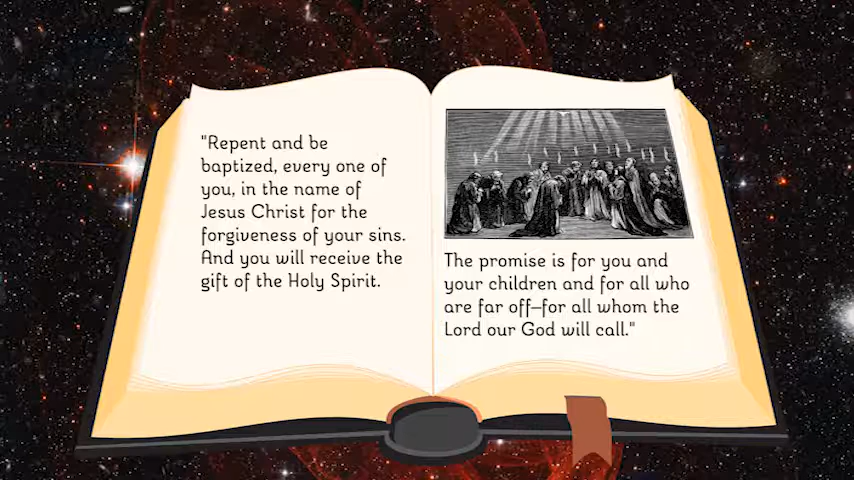 "Repent and be
baptized, every one of
you, in the name of
Jesus Christ for the
forgiveness of your sins.
And you will receive the
gift of the Holy Spirit.
The promise is for you and
your children and for all who
are far off–for all whom the
Lord our God will call."